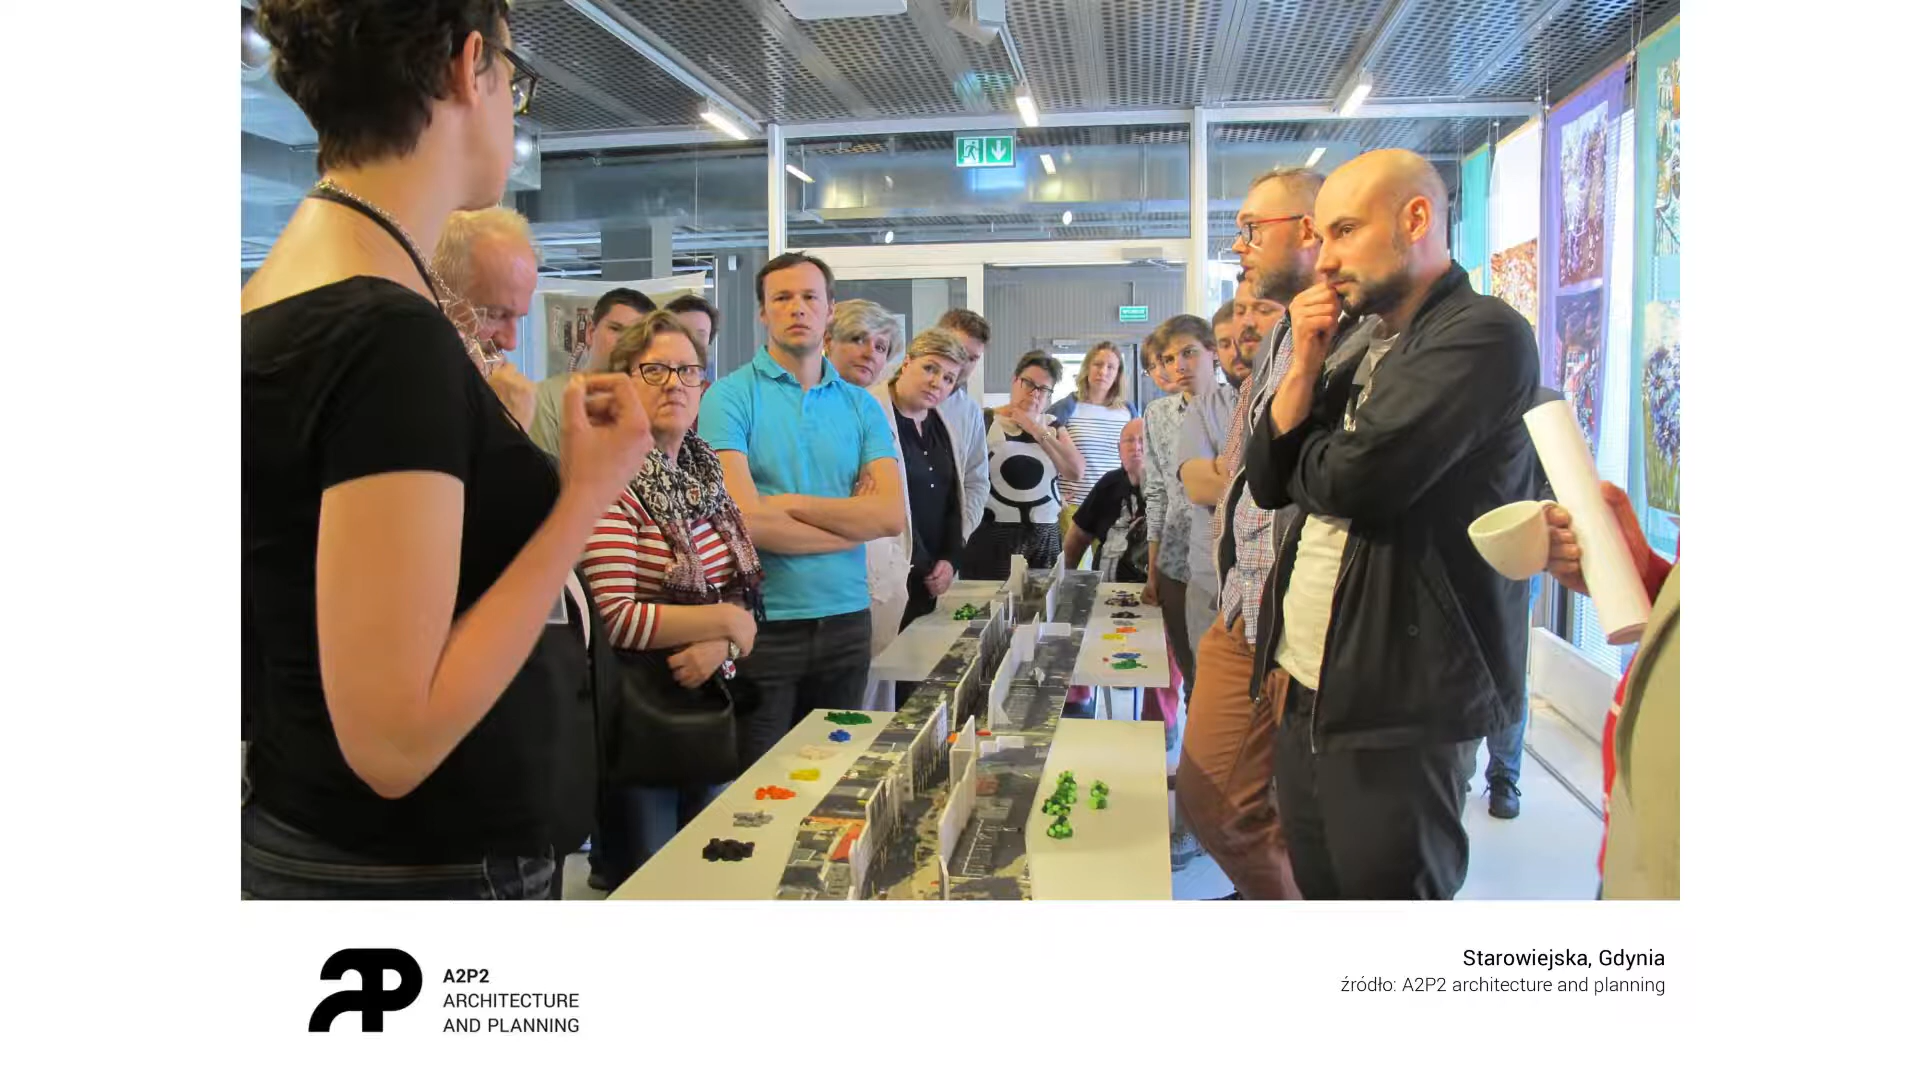 A2P2
ARCHITECTURE
AND PLANNING
Starowiejska, Gdynia
źródło: A2P2 architecture and planning